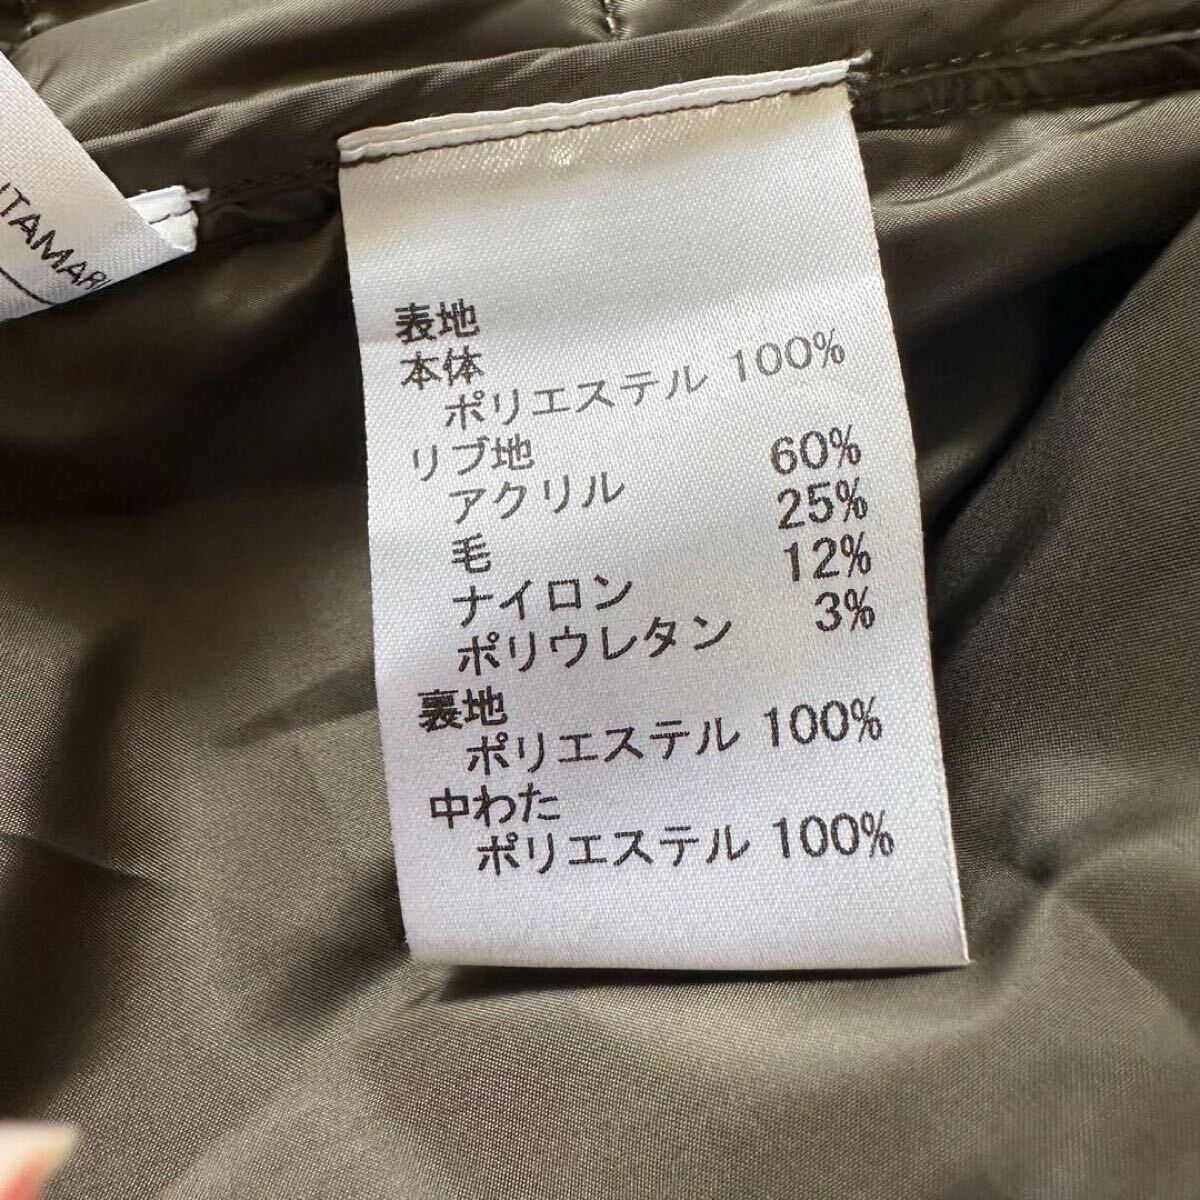 ITAMAR
表地
本体
ポリエステル 100%
リブ地
アクリル 60%
毛 25%
ナイロン 12%
ポリウレタン 3%
裏地
ポリエステル 100%
中わた
ポリエステル 100%